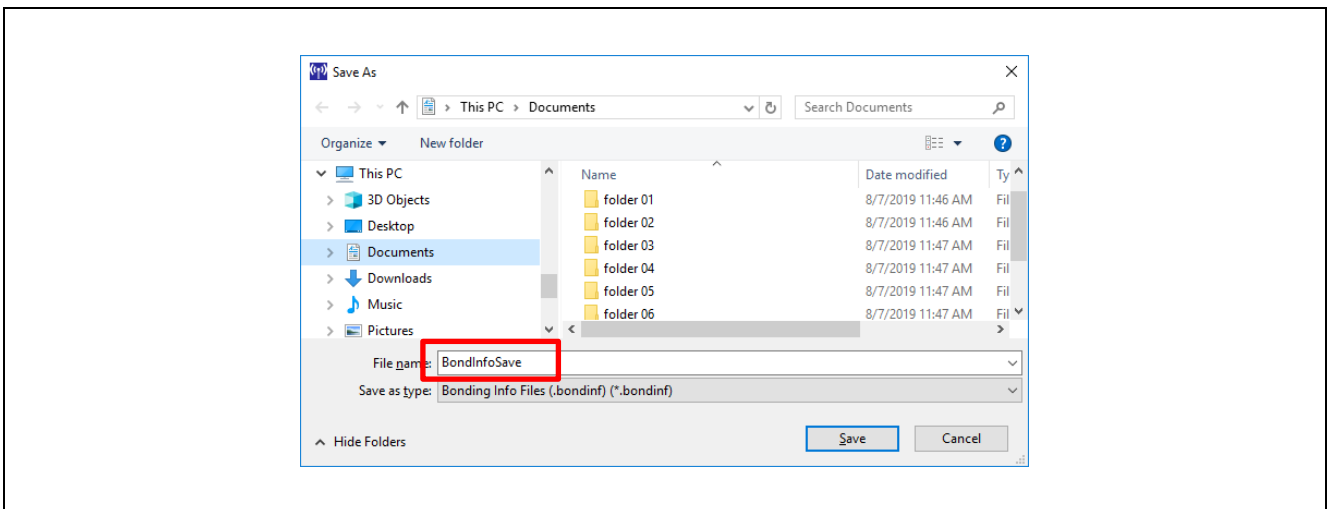 Save As
This PC > Documents
Search Documents
Organize
New folder
This PC
3D Objects
Desktop
Documents
Downloads
Music
Pictures
Name Date modified Ty
folder 01 8/7/2019 11:46 AM Fil
folder 02 8/7/2019 11:46 AM Fil
folder 03 8/7/2019 11:47 AM Fil
folder 04 8/7/2019 11:47 AM Fil
folder 05 8/7/2019 11:47 AM Fil
folder 06 8/7/2019 11:47 AM Fil
File name: BondInfoSave
Save as type: Bonding Info Files (.bondinf) (*.bondinf)
Hide Folders
Save
Cancel